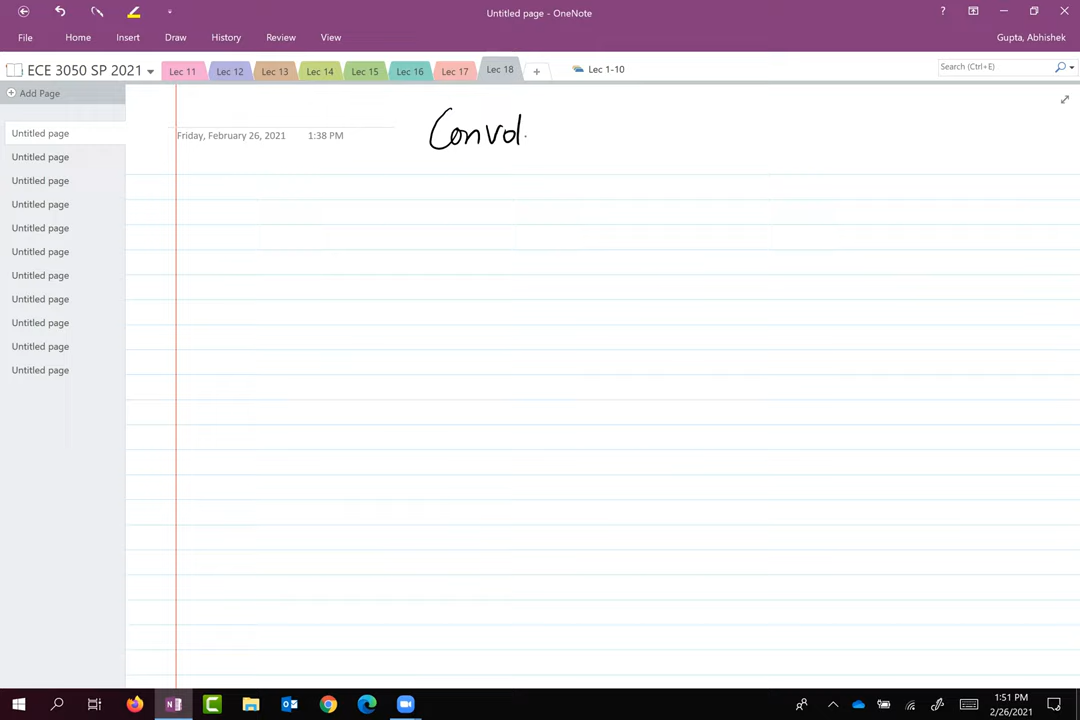 Untitled page - OneNote
?
File
Home
Insert
Draw
History
Review
View
Gupta, Abhishek
ECE 3050 SP 2021
Lec 11
Lec 12
Lec 13
Lec 14
Lec 15
Lec 16
Lec 17
Lec 18
+
Lec 1-10
Search (Ctrl+E)
Add Page
Untitled page
Untitled page
Untitled page
Untitled page
Untitled page
Untitled page
Untitled page
Untitled page
Untitled page
Untitled page
Untitled page
Friday, February 26, 2021 1:38 PM
Convol
1:51 PM
2/26/2021